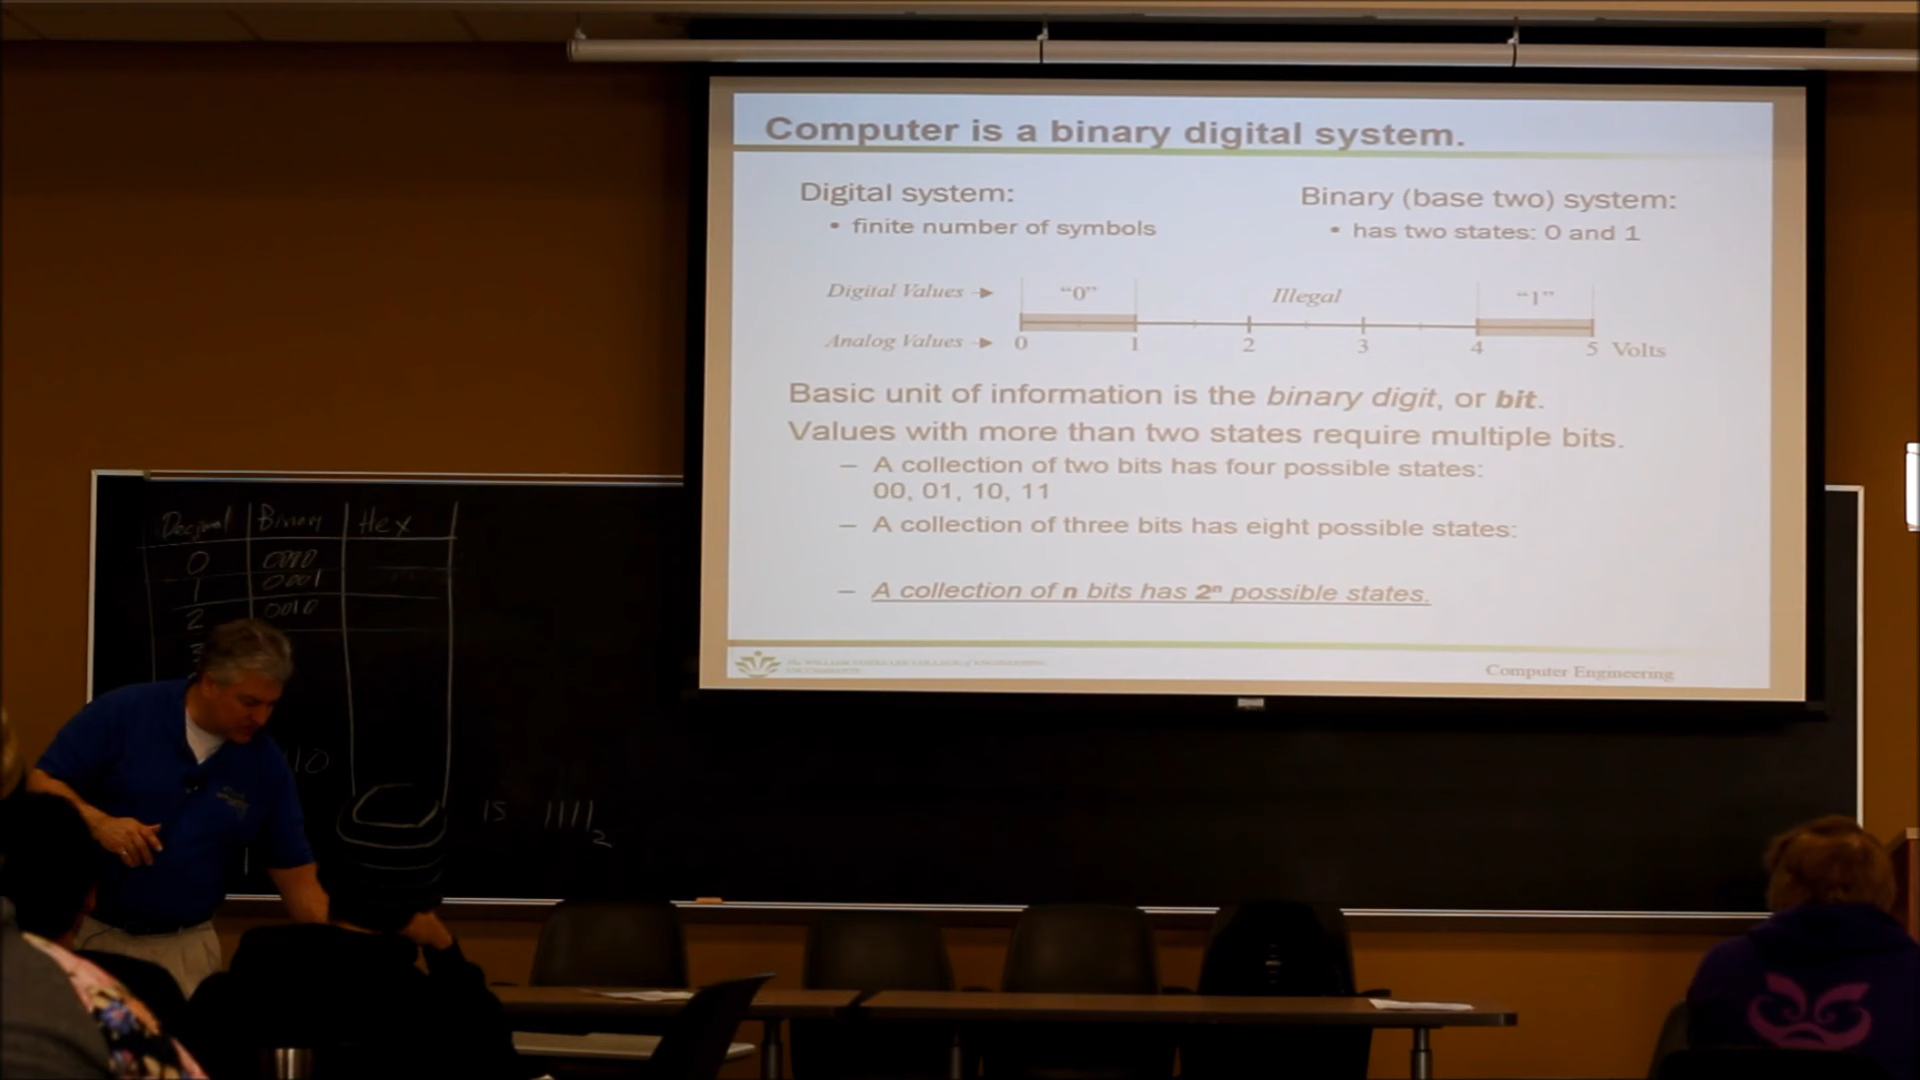 Computer is a binary digital system.
Digital system:
• finite number of symbols
Binary (base two) system:
• has two states: 0 and 1
Digital Values
"0"
Illegal
"1"
Analog Values
0 1 2 3 4 5 Volts
Basic unit of information is the binary digit, or bit.
Values with more than two states require multiple bits.
– A collection of two bits has four possible states:
00, 01, 10, 11
– A collection of three bits has eight possible states:
– A collection of n bits has 2ⁿ possible states.
Computer Engineering
Decimal Binary Hex
0 0000
1 0001
2 0010
3
10
15 1111₂